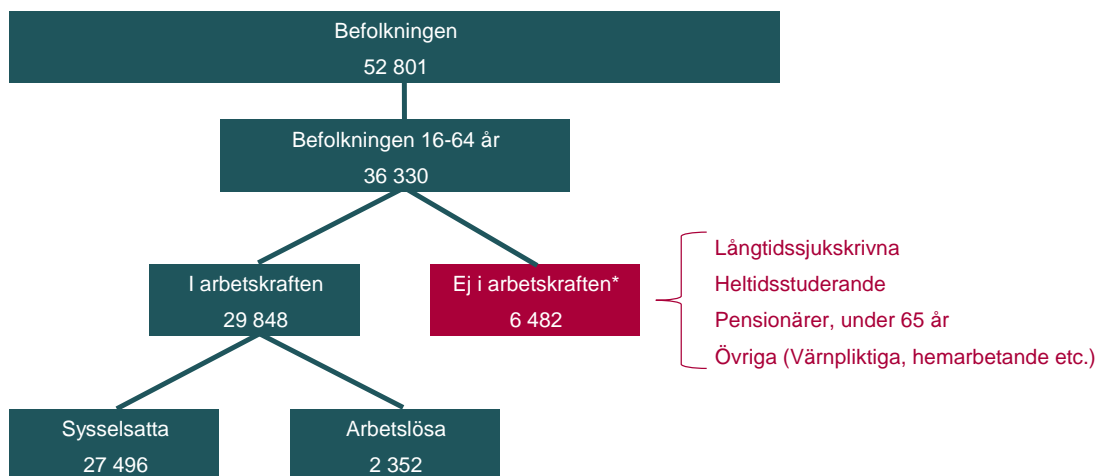 Befolkningen
52 801
Befolkningen 16-64 år
36 330
I arbetskraften
29 848
Ej i arbetskraften*
6 482
Långtidssjukskrivna
Heltidsstuderande
Pensionärer, under 65 år
Övriga (Värnpliktiga, hemarbetande etc.)
Sysselsatta
27 496
Arbetslösa
2 352